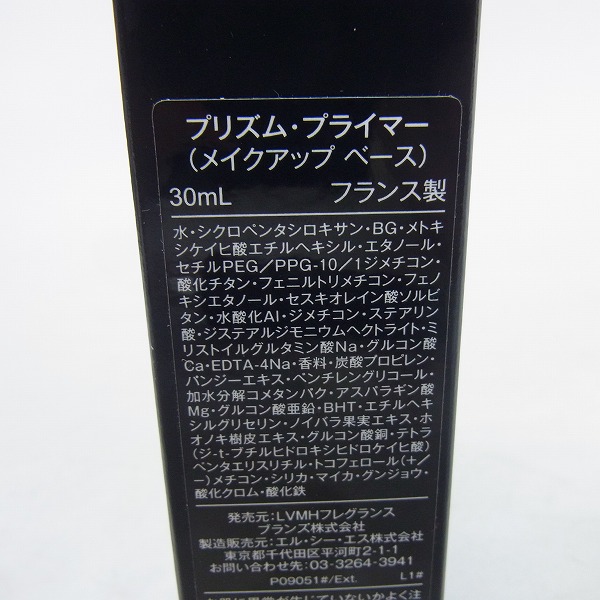 プリズム・プライマー
(メイクアップ ベース)
30mL フランス製
水・シクロペンタシロキサン・BG・メトキ
シケイヒ酸エチルヘキシル・エタノール・
セチルPEG/PPG-10/1ジメチコン・
酸化チタン・フェニルトリメチコン・フェノ
キシエタノール・セスキオレイン酸ソルビ
タン・水酸化Al・ジメチコン・ステアリン
酸・ジステアルジモニウムヘクトライト・ミ
リストイルグルタミン酸Na・グルコン酸
Ca・EDTA-4Na・香料・炭酸プロピレン・
パンジーエキス・ペンチレングリコール・
加水分解コメタンパク・アスパラギン酸
Mg・グルコン酸亜鉛・BHT・エチルヘキ
シルグリセリン・ノイバラ果実エキス・ホ
オノキ樹皮エキス・グルコン酸銅・テトラ
(ジ-t-ブチルヒドロキシヒドロケイヒ酸)
ペンタエリスリチル・トコフェロール・(+/
-)メチコン・シリカ・マイカ・グンジョウ・
酸化クロム・酸化鉄
発売元:LVMHフレグランス
ブランズ株式会社
製造販売元:エル・シー・エス株式会社
東京都千代田区平河町2-1-1
お問い合わせ先:03-3264-3941
P09051#/Ext. L1#
お肌に異常が生じていないかよく注